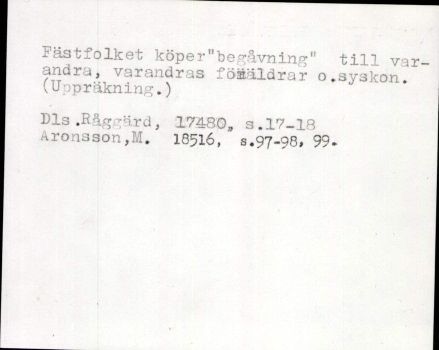 Fästfolket köper"begåvning" till var-
andra, varandras föräldrar o.syskon.
(Uppräkning.)
Dls.Råggärd, 17480, s.17-18
Aronsson,M. 18516, s.97-98, 99.